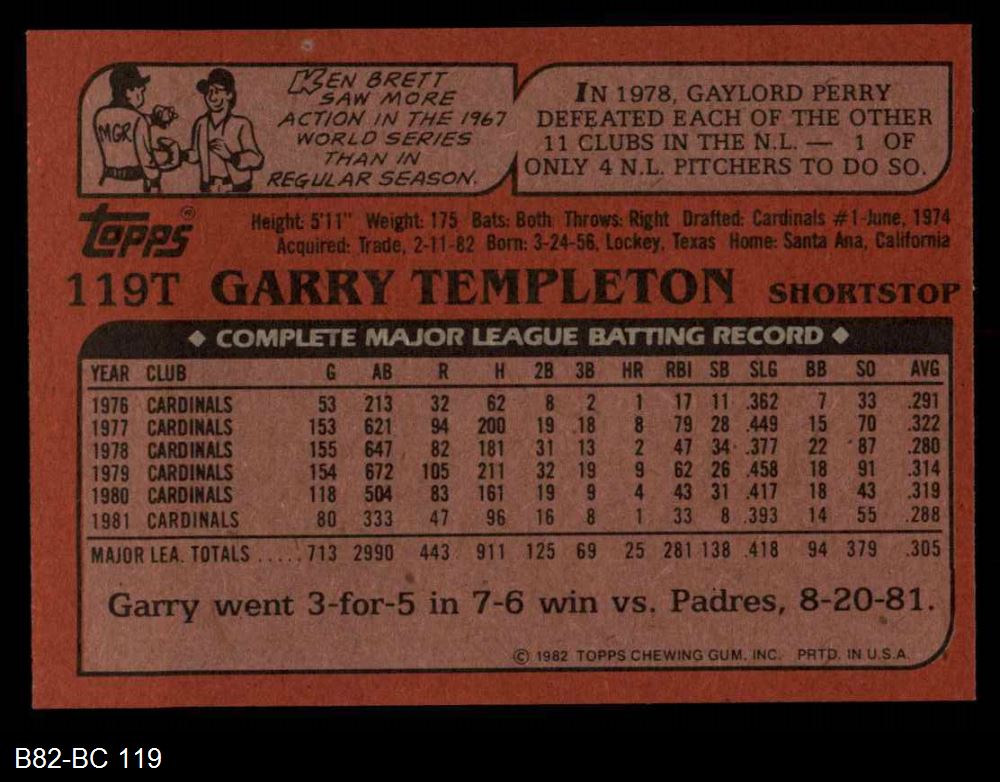 KEN BRETT
SAW MORE
ACTION IN THE 1967
WORLD SERIES
THAN IN
REGULAR SEASON.
MGR
IN 1978, GAYLORD PERRY
DEFEATED EACH OF THE OTHER
11 CLUBS IN THE N.L. — 1 OF
ONLY 4 N.L. PITCHERS TO DO SO.
Topps®
Height: 5'11" Weight: 175 Bats: Both Throws: Right Drafted: Cardinals #1-June, 1974
Acquired: Trade, 2-11-82 Born: 3-24-56, Lockey, Texas Home: Santa Ana, California
119T GARRY TEMPLETON SHORTSTOP
◆ COMPLETE MAJOR LEAGUE BATTING RECORD ◆
YEAR CLUB G AB R H 2B 3B HR RBI SB SLG BB SO AVG
1976 CARDINALS 53 213 32 62 8 2 1 17 11 .362 7 33 .291
1977 CARDINALS 153 621 94 200 19 18 8 79 28 .449 15 70 .322
1978 CARDINALS 155 647 82 181 31 13 2 47 34 .377 22 87 .280
1979 CARDINALS 154 672 105 211 32 19 9 62 26 .458 18 91 .314
1980 CARDINALS 118 504 83 161 19 9 4 43 31 .417 18 43 .319
1981 CARDINALS 80 333 47 96 16 8 1 33 8 .393 14 55 .288
MAJOR LEA. TOTALS ..... 713 2990 443 911 125 69 25 281 138 .418 94 379 .305
Garry went 3-for-5 in 7-6 win vs. Padres, 8-20-81.
© 1982 TOPPS CHEWING GUM, INC. PRTD. IN U.S.A.
B82-BC 119